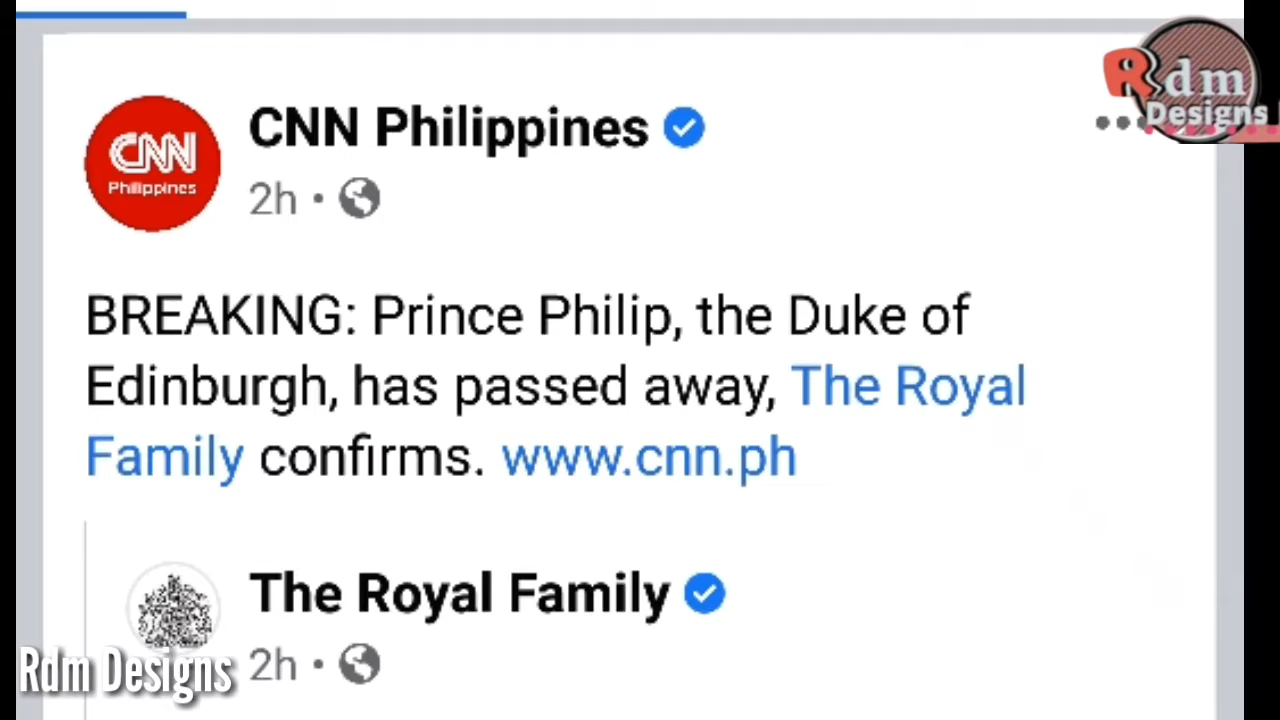 Rdm
Designs
CNN Philippines
CNN
Philippines
2h
BREAKING: Prince Philip, the Duke of
Edinburgh, has passed away, The Royal
Family confirms. www.cnn.ph
The Royal Family
2h
Rdm Designs